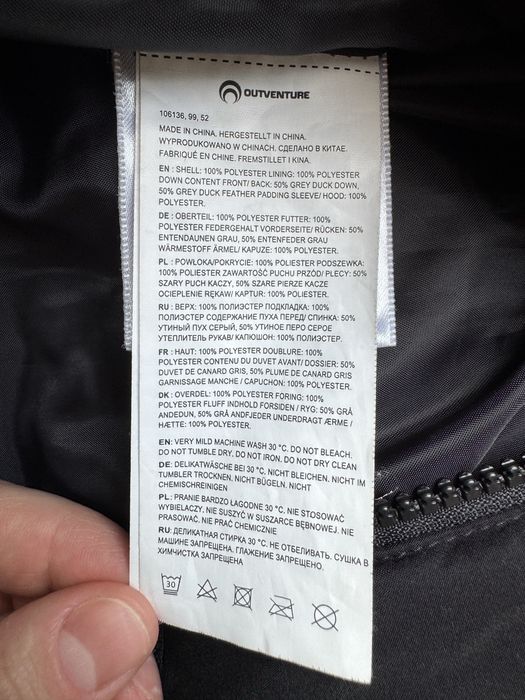 OUTVENTURE
106136, 99, 52
MADE IN CHINA. HERGESTELLT IN CHINA.
WYPRODUKOWANO W CHINACH. СДЕЛАНО В КИТАЕ.
FABRIQUÉ EN CHINE. FREMSTILLET I KINA.
EN : SHELL: 100% POLYESTER LINING: 100% POLYESTER
DOWN CONTENT FRONT/ BACK: 50% GREY DUCK DOWN,
50% GREY DUCK FEATHER PADDING SLEEVE/ HOOD: 100%
POLYESTER.
DE : OBERTEIL: 100% POLYESTER FUTTER: 100%
POLYESTER FEDERGEHALT VORDERSEITE/ RÜCKEN: 50%
ENTENDAUNEN GRAU, 50% ENTENFEDER GRAU
WÄRMESTOFF ÄRMEL/ KAPUZE: 100% POLYESTER.
PL : POWŁOKA/POKRYCIE: 100% POLIESTER PODSZEWKA:
100% POLIESTER ZAWARTOŚĆ PUCHU PRZÓD/ PLECY: 50%
SZARY PUCH KACZY, 50% SZARE PIERZE KACZE
OCIEPLENIE RĘKAW/ KAPTUR: 100% POLIESTER.
RU : ВЕРХ: 100% ПОЛИЭСТЕР ПОДКЛАДКА: 100%
ПОЛИЭСТЕР СОДЕРЖАНИЕ ПУХА ПЕРЕД/ СПИНКА: 50%
УТИНЫЙ ПУХ СЕРЫЙ, 50% УТИНОЕ ПЕРО СЕРОЕ
УТЕПЛИТЕЛЬ РУКАВ/ КАПЮШОН: 100% ПОЛИЭСТЕР.
FR : HAUT: 100% POLYESTER DOUBLURE: 100%
POLYESTER CONTENU DU DUVET AVANT/ DOSSIER: 50%
DUVET DE CANARD GRIS, 50% PLUME DE CANARD GRIS
GARNISSAGE MANCHE / CAPUCHON: 100% POLYESTER.
DK : OVERDEL: 100% POLYESTER FORING: 100%
POLYESTER FLUFF INDHOLD FORSIDEN / RYG: 50% GRÅ
ANDEDUN, 50% GRÅ ANDFJEDER UNDERDRAGT ÆRME /
HÆTTE: 100% POLYESTER.
EN: VERY MILD MACHINE WASH 30 °C. DO NOT BLEACH.
DO NOT TUMBLE DRY. DO NOT IRON. DO NOT DRY CLEAN
DE: DELIKATWÄSCHE BEI 30 °C. NICHT BLEICHEN. NICHT IM
TUMBLER TROCKNEN. NICHT BÜGELN. NICHT
CHEMISCHREINIGEN
PL: PRANIE BARDZO ŁAGODNE 30 °C. NIE STOSOWAĆ
WYBIELACZY. NIE SUSZYĆ W SUSZARCE BĘBNOWEJ. NIE
PRASOWAĆ. NIE PRAĆ CHEMICZNIE
RU: ДЕЛИКАТНАЯ СТИРКА 30 °C. НЕ ОТБЕЛИВАТЬ. СУШКА В
МАШИНЕ ЗАПРЕЩЕНА. ГЛАЖЕНИЕ ЗАПРЕЩЕНО.
ХИМЧИСТКА ЗАПРЕЩЕНА
30